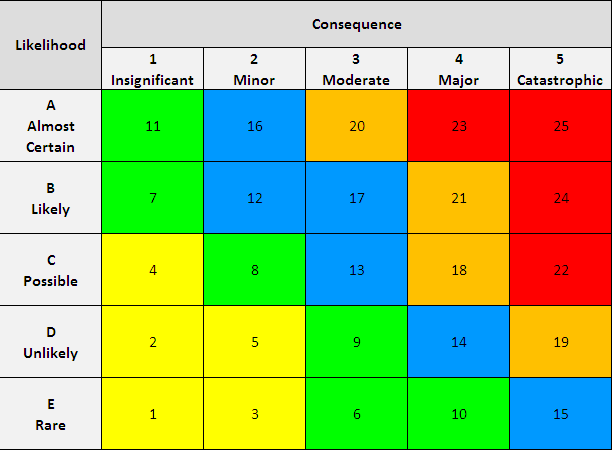 Likelihood
Consequence
1
Insignificant
2
Minor
3
Moderate
4
Major
5
Catastrophic
A
Almost
Certain
11
16
20
23
25
B
Likely
7
12
17
21
24
C
Possible
4
8
13
18
22
D
Unlikely
2
5
9
14
19
E
Rare
1
3
6
10
15